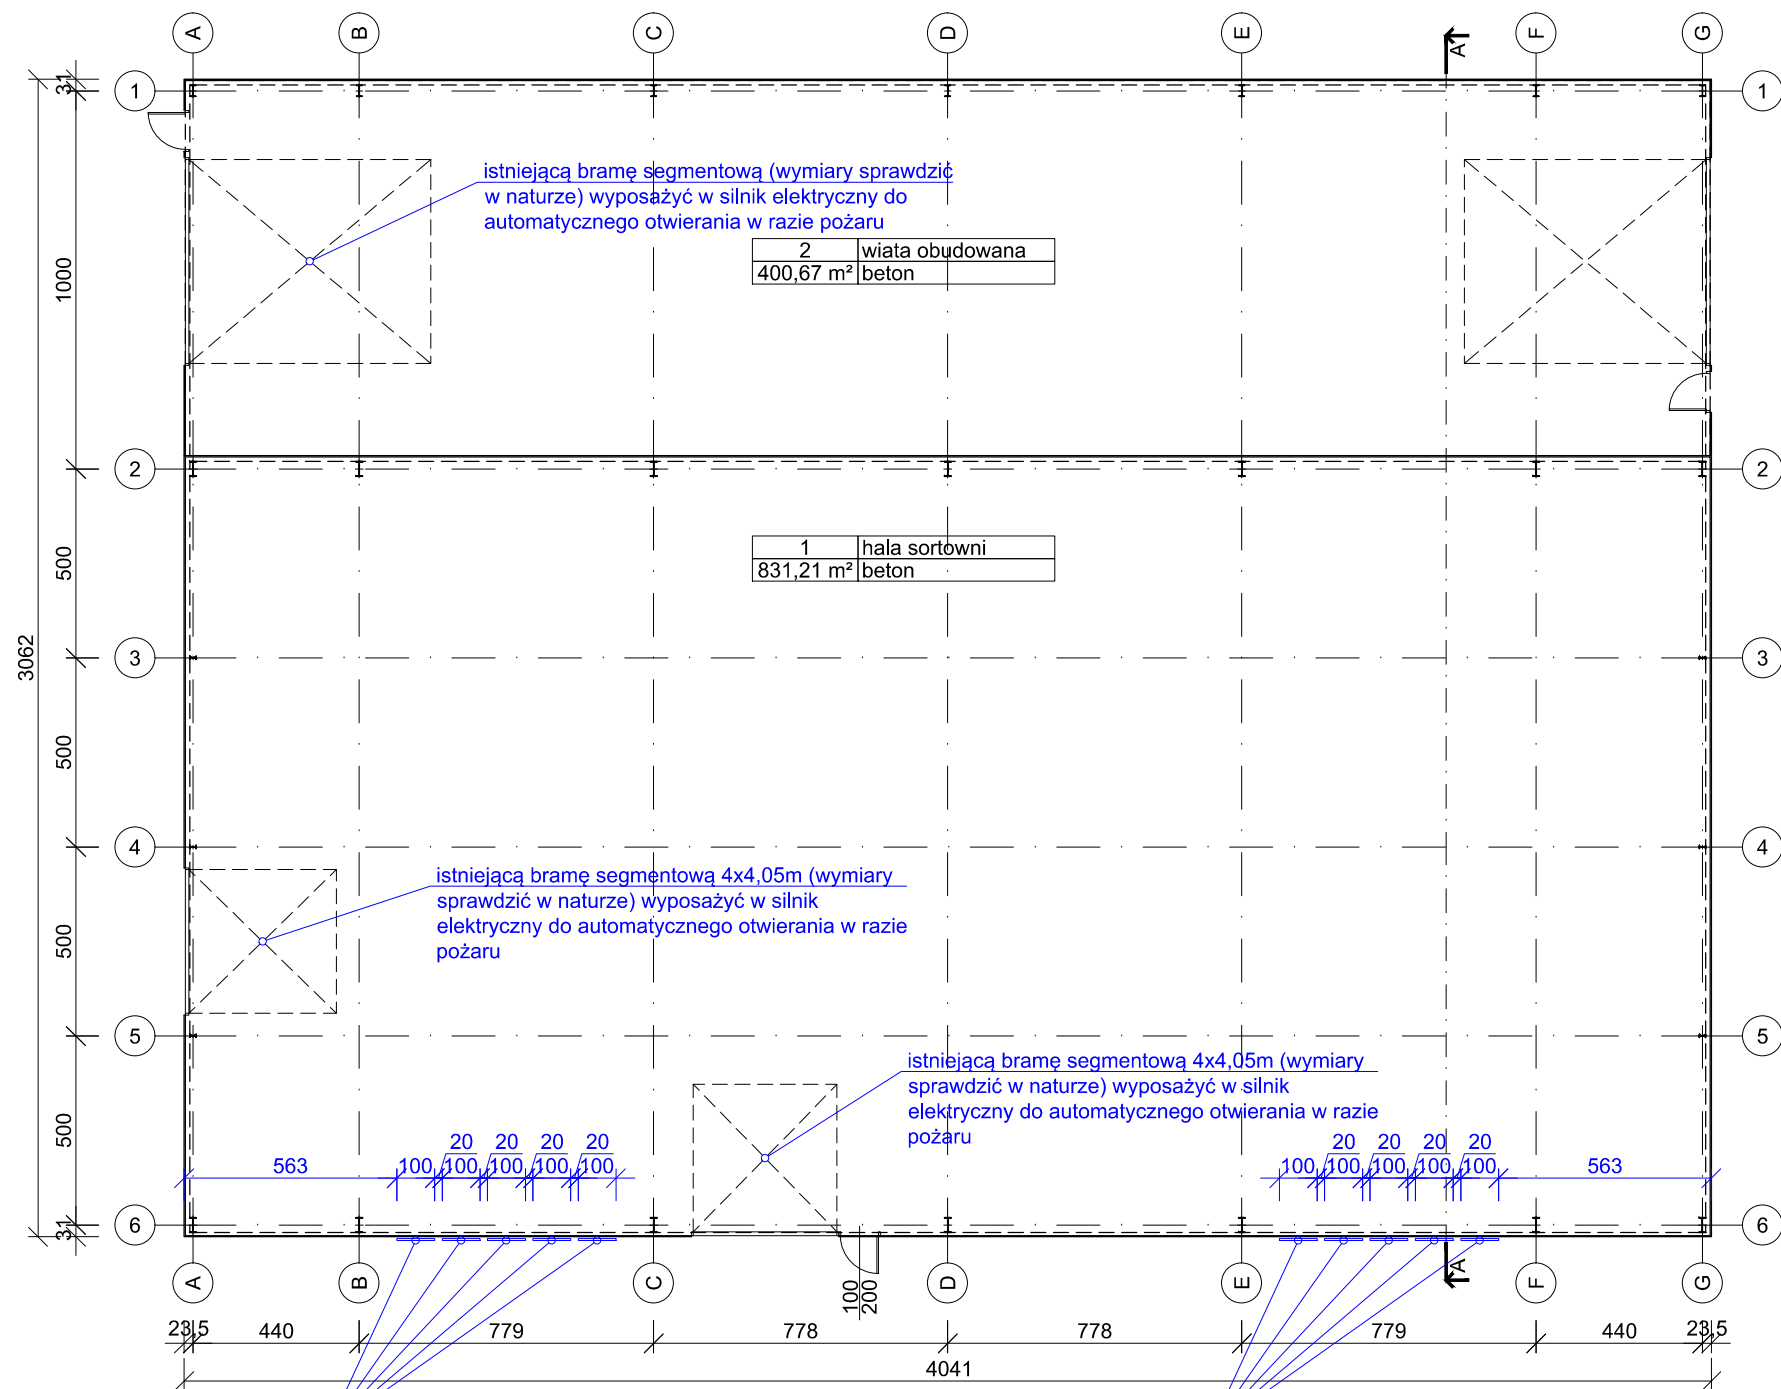 A B C D E F G
A
1 1
31
istniejącą bramę segmentową (wymiary sprawdzić
w naturze) wyposażyć w silnik elektryczny do
automatycznego otwierania w razie pożaru
2 wiata obudowana
400,67 m² beton
1000
2 2
1 hala sortowni
831,21 m² beton
500
3062
3 3
500
4 4
istniejącą bramę segmentową 4x4,05m (wymiary
sprawdzić w naturze) wyposażyć w silnik
elektryczny do automatycznego otwierania w razie
pożaru
500
5 5
istniejącą bramę segmentową 4x4,05m (wymiary
sprawdzić w naturze) wyposażyć w silnik
elektryczny do automatycznego otwierania w razie
pożaru
500
20 20 20 20 20 20 20 20
563 100 100 100 100 100 100 100 100 100 100 563
31
6 6
A
A B C D E F G
100
200
23,5 440 779 778 778 779 440 23,5
4041